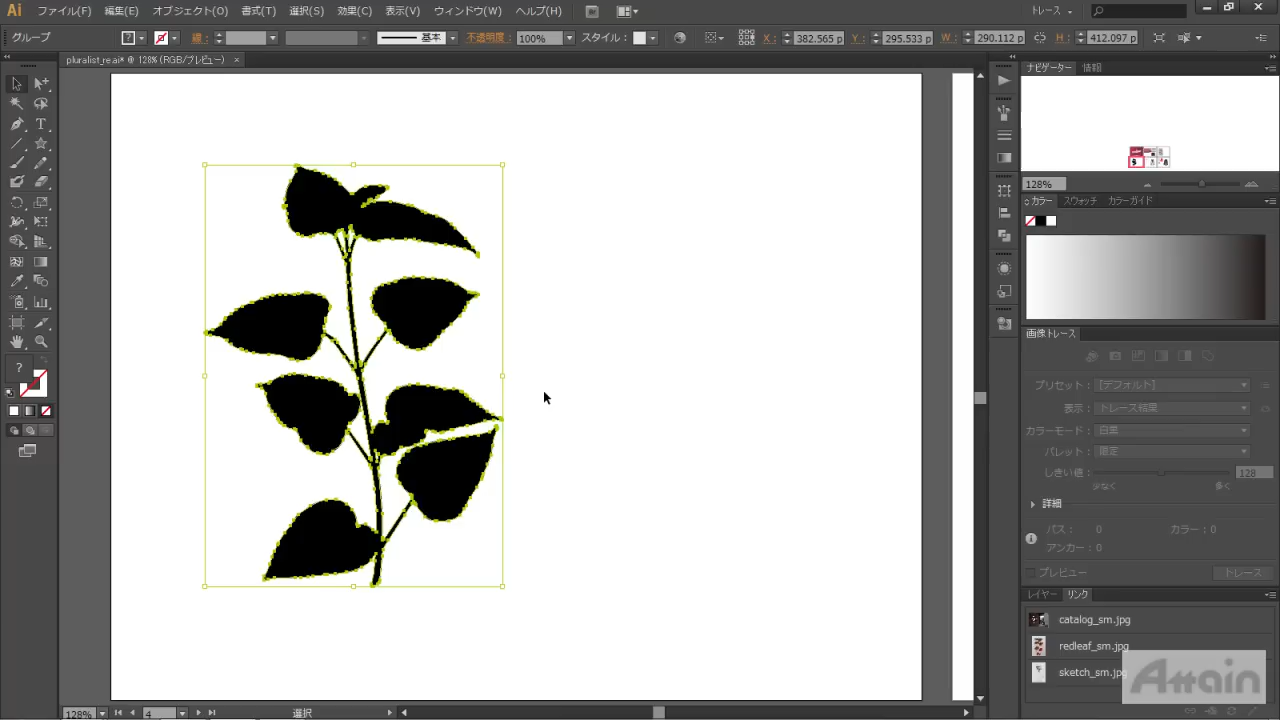 Ai ファイル(F) 編集(E) オブジェクト(O) 書式(T) 選択(S) 効果(C) 表示(V) ウィンドウ(W) ヘルプ(H) Br トレース
グループ ? 線: 基本 不透明度: 100% スタイル: X: 382.565 p Y: 295.533 p W: 290.112 p H: 412.097 p
pluralist_re.ai* @ 128% (RGB/プレビュー) ×
ナビゲーター 情報
128%
カラー スウォッチ カラーガイド
画像トレース
プリセット: [デフォルト]
表示: トレース結果
カラーモード: 白黒
パレット: 限定
しきい値: 128
少なく 多く
詳細
パス: 0 カラー: 0
アンカー: 0
プレビュー トレース
レイヤー リンク
catalog_sm.jpg
redleaf_sm.jpg
sketch_sm.jpg
Attain
128% 4 選択